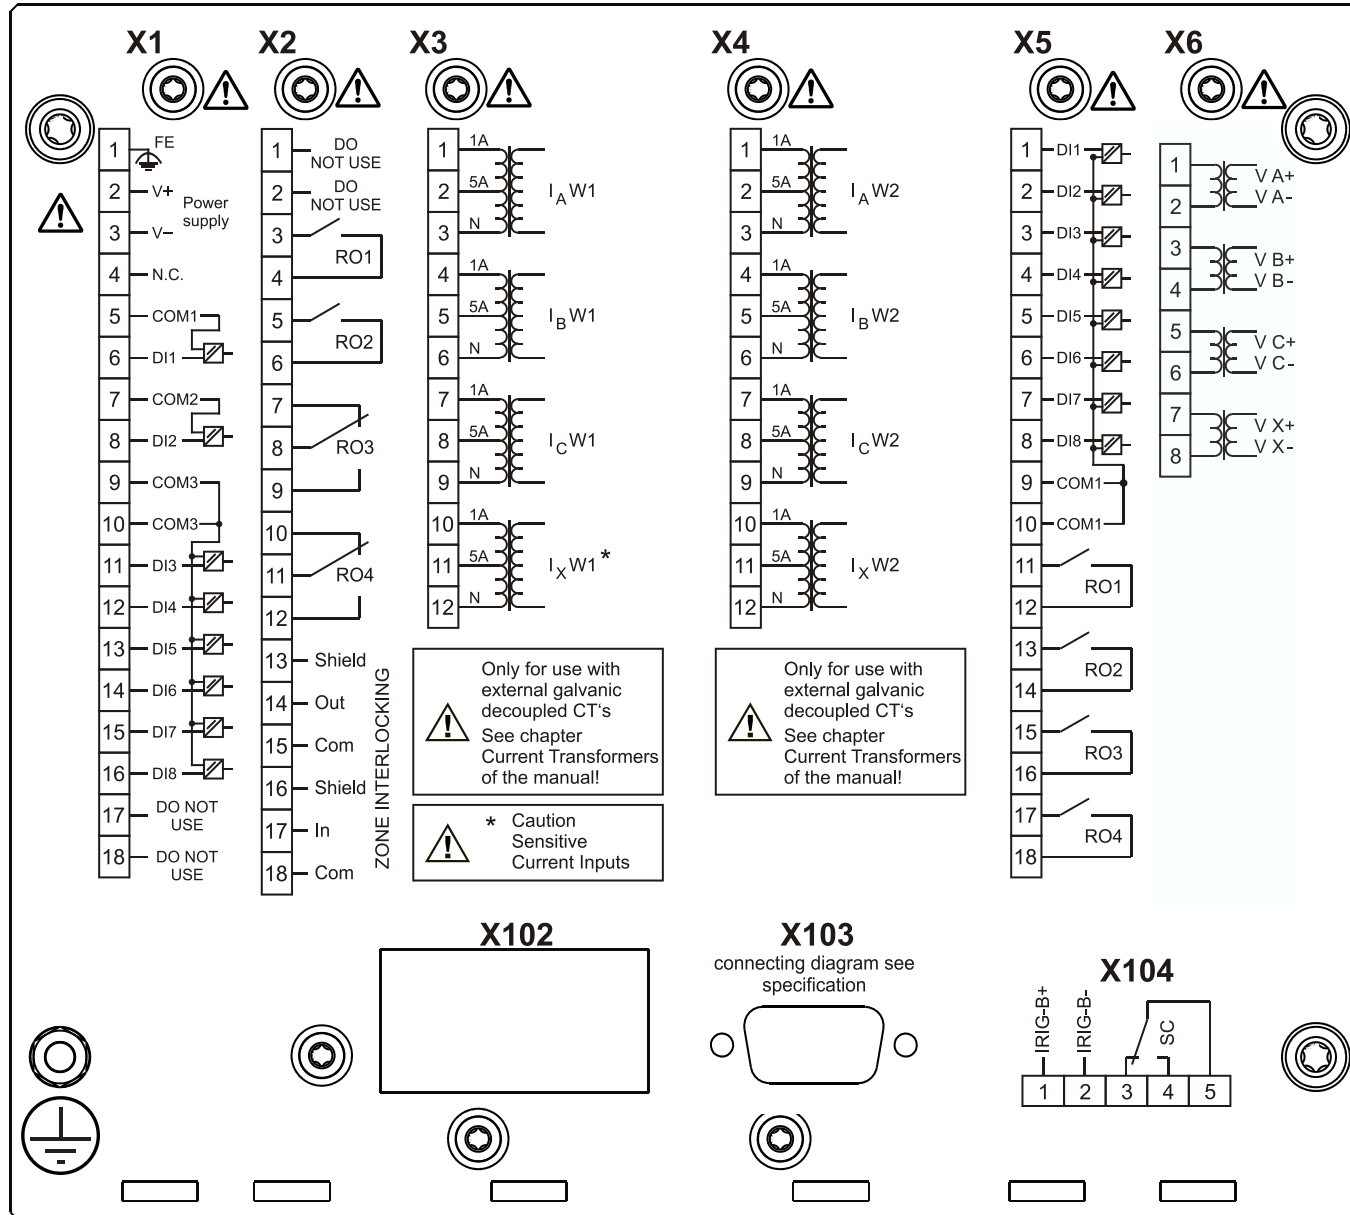 X1
1 FE
2 V+
Power
supply
3 V–
4 N.C.
5 COM1
6 DI1
7 COM2
8 DI2
9 COM3
10 COM3
11 DI3
12 DI4
13 DI5
14 DI6
15 DI7
16 DI8
17 DO NOT
USE
18 DO NOT
USE
X2
1 DO
NOT USE
2 DO
NOT USE
3
RO1
4
5
RO2
6
7
8 RO3
9
10
11 RO4
12
13 Shield
14 Out
15 Com
16 Shield
17 In
18 Com
ZONE INTERLOCKING
X3
1 1A
2 5A IA W1
3 N
4 1A
5 5A IB W1
6 N
7 1A
8 5A IC W1
9 N
10 1A
11 5A IX W1 *
12 N
Only for use with
external galvanic
decoupled CT‘s
See chapter
Current Transformers
of the manual!
* Caution
Sensitive
Current Inputs
X4
1 1A
2 5A IA W2
3 N
4 1A
5 5A IB W2
6 N
7 1A
8 5A IC W2
9 N
10 1A
11 5A IX W2
12 N
Only for use with
external galvanic
decoupled CT‘s
See chapter
Current Transformers
of the manual!
X5
1 DI1
2 DI2
3 DI3
4 DI4
5 DI5
6 DI6
7 DI7
8 DI8
9 COM1
10 COM1
11
RO1
12
13
RO2
14
15
RO3
16
17
RO4
18
X6
1 V A+
2 V A-
3 V B+
4 V B-
5 V C+
6 V C-
7 V X+
8 V X-
X102
X103
connecting diagram see
specification
X104
IRIG-B+
IRIG-B-
SC
1 2 3 4 5